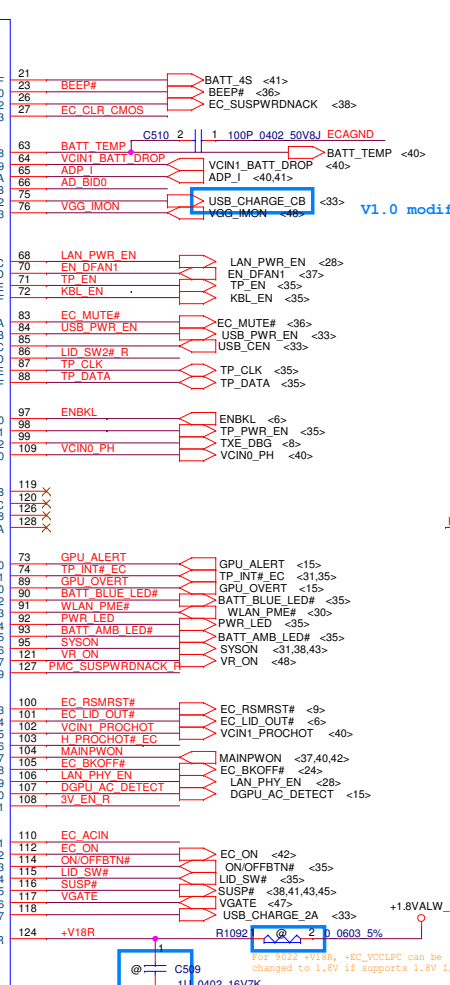 21 BATT_4S <41>
23 BEEP# BEEP# <36>
26 EC_SUSPWRDNACK <38>
27 EC_CLR_CMOS
C510 2 1 100P_0402_50V8J ECAGND
63 BATT_TEMP BATT_TEMP <40>
64 VCIN1_BATT_DROP VCIN1_BATT_DROP <40>
65 ADP_I ADP_I <40,41>
66 AD_BID0
75 USB_CHARGE_CB <33>
76 VGG_IMON VGG_IMON <48>
V1.0 modif
68 LAN_PWR_EN LAN_PWR_EN <28>
70 EN_DFAN1 EN_DFAN1 <37>
71 TP_EN TP_EN <35>
72 KBL_EN KBL_EN <35>
83 EC_MUTE# EC_MUTE# <36>
84 USB_PWR_EN USB_PWR_EN <33>
85 USB_CEN <33>
86 LID_SW2#_R
87 TP_CLK TP_CLK <35>
88 TP_DATA TP_DATA <35>
97 ENBKL ENBKL <6>
98 TP_PWR_EN <35>
99 TXE_DBG <8>
109 VCIN0_PH VCIN0_PH <40>
119
120
126
128
73 GPU_ALERT GPU_ALERT <15>
74 TP_INT#_EC TP_INT#_EC <31,35>
89 GPU_OVERT GPU_OVERT <15>
90 BATT_BLUE_LED# BATT_BLUE_LED# <35>
91 WLAN_PME# WLAN_PME# <30>
92 PWR_LED PWR_LED <35>
93 BATT_AMB_LED# BATT_AMB_LED# <35>
95 SYSON SYSON <31,38,43>
121 VR_ON VR_ON <48>
127 PMC_SUSPWRDNACK_R
100 EC_RSMRST# EC_RSMRST# <9>
101 EC_LID_OUT# EC_LID_OUT# <6>
102 VCIN1_PROCHOT VCIN1_PROCHOT <40>
103 H_PROCHOT#_EC
104 MAINPWON MAINPWON <37,40,42>
105 EC_BKOFF# EC_BKOFF# <24>
106 LAN_PHY_EN LAN_PHY_EN <28>
107 DGPU_AC_DETECT DGPU_AC_DETECT <15>
108 3V_EN_R
110 EC_ACIN
112 EC_ON EC_ON <42>
114 ON/OFFBTN# ON/OFFBTN# <35>
115 LID_SW# LID_SW# <35>
116 SUSP# SUSP# <38,41,43,45>
117 VGATE VGATE <47>
118 USB_CHARGE_2A <33>
+1.8VALW_
124 +V18R R1092 1 @ 2 0_0603_5%
1
@ C509
1U_0402_16V7K
For 9022 +V18R, +EC_VCCLPC can be
changed to 1.8V if supports 1.8V I